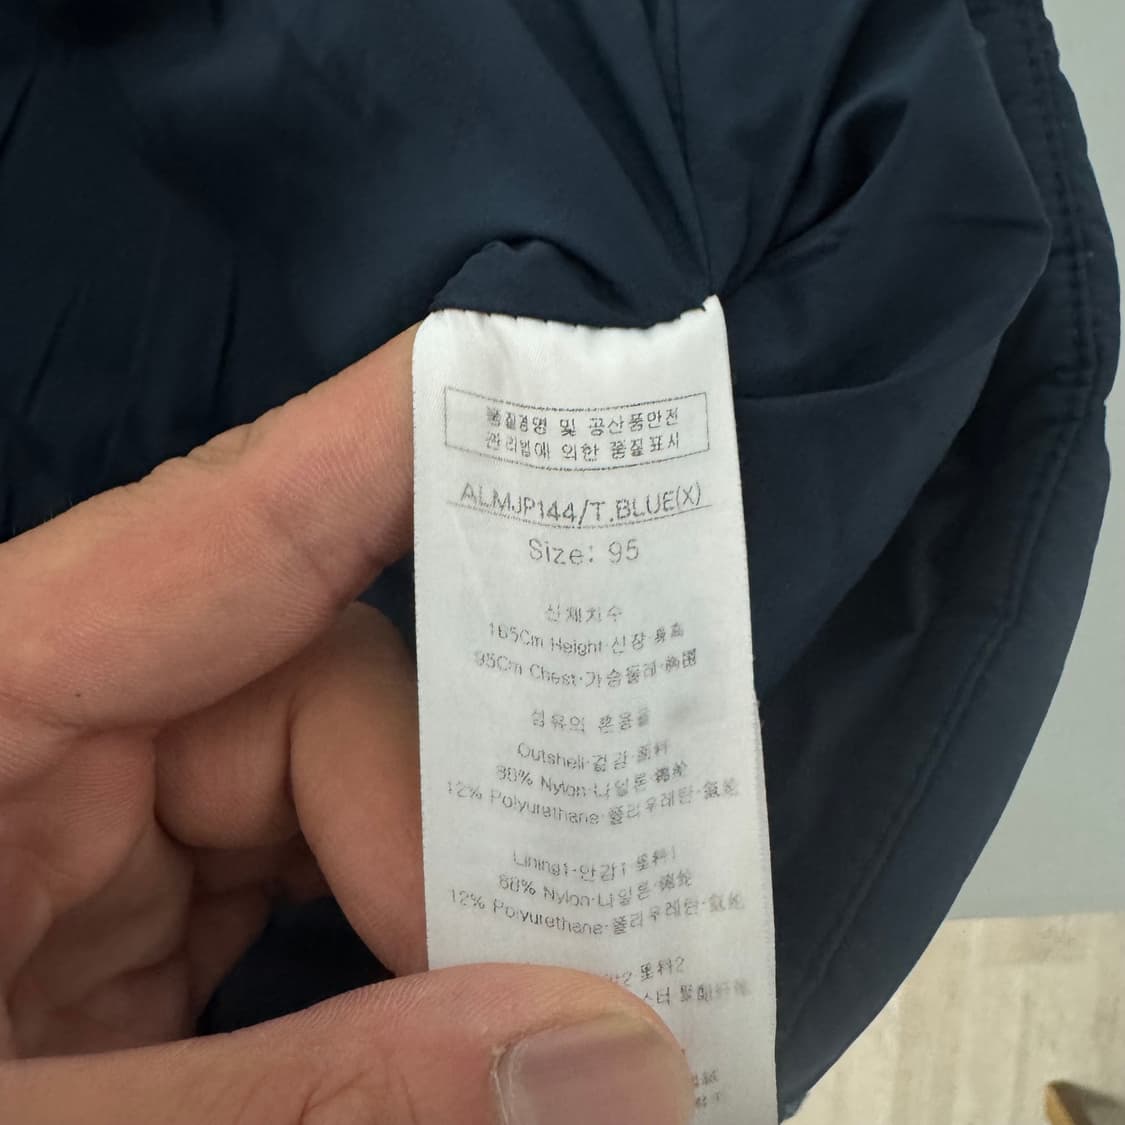 품질경영 및 공산품안전
관리법에 의한 품질표시
ALMJP144/T.BLUE(X)
Size: 95
신체치수
165Cm Height·신장·身高
95Cm Chest·가슴둘레·胸围
섬유의 혼용률
Outshell·겉감·面料
88% Nylon·나일론·锦纶
12% Polyurethane·폴리우레탄·氨纶
Lining1·안감1·里料1
88% Nylon·나일론·锦纶
12% Polyurethane·폴리우레탄·氨纶
里料2